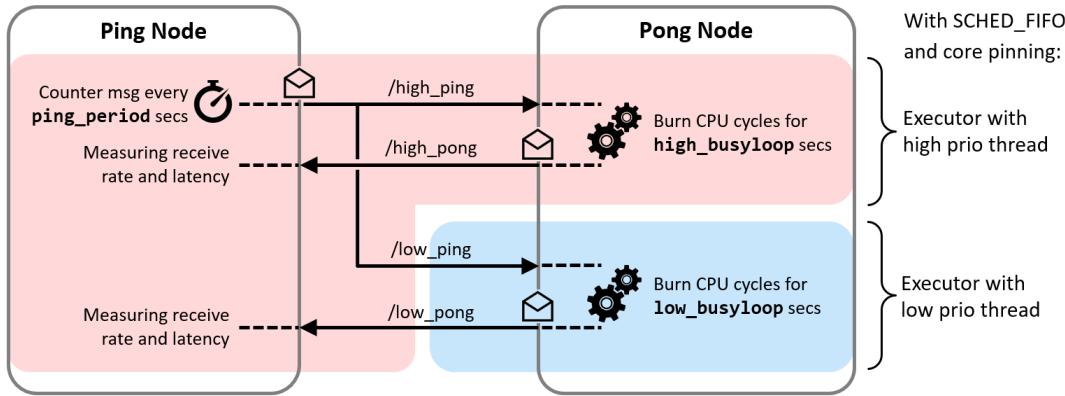 Ping Node
Pong Node
With SCHED_FIFO
and core pinning:
Counter msg every
ping_period secs
/high_ping
Burn CPU cycles for
high_busyloop secs
Executor with
high prio thread
Measuring receive
rate and latency
/high_pong
/low_ping
Burn CPU cycles for
low_busyloop secs
Executor with
low prio thread
Measuring receive
rate and latency
/low_pong